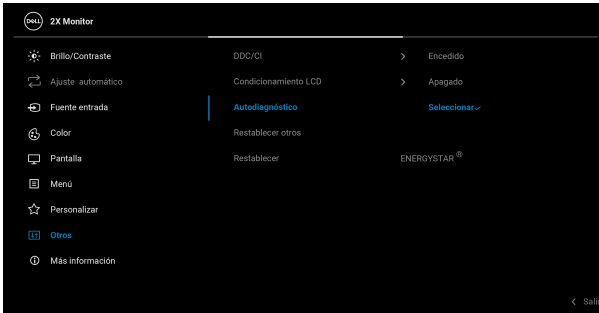 DELL 2X Monitor
Brillo/Contraste DDC/CI Encedido
Ajuste automático Condicionamiento LCD Apagado
Fuente entrada Autodiagnóstico Seleccionar
Color Restablecer otros
Pantalla Restablecer ENERGYSTAR ®
Menú
Personalizar
Otros
Más información